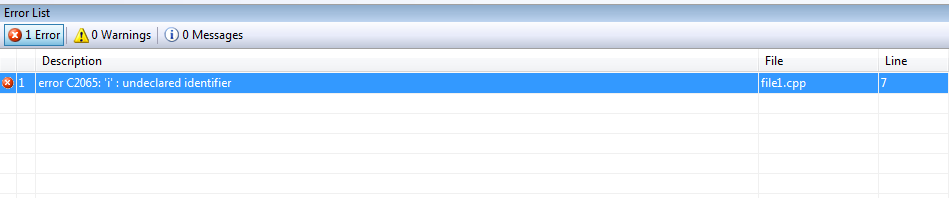 Error List
1 Error 0 Warnings 0 Messages
Description File Line
1 error C2065: 'i' : undeclared identifier file1.cpp 7